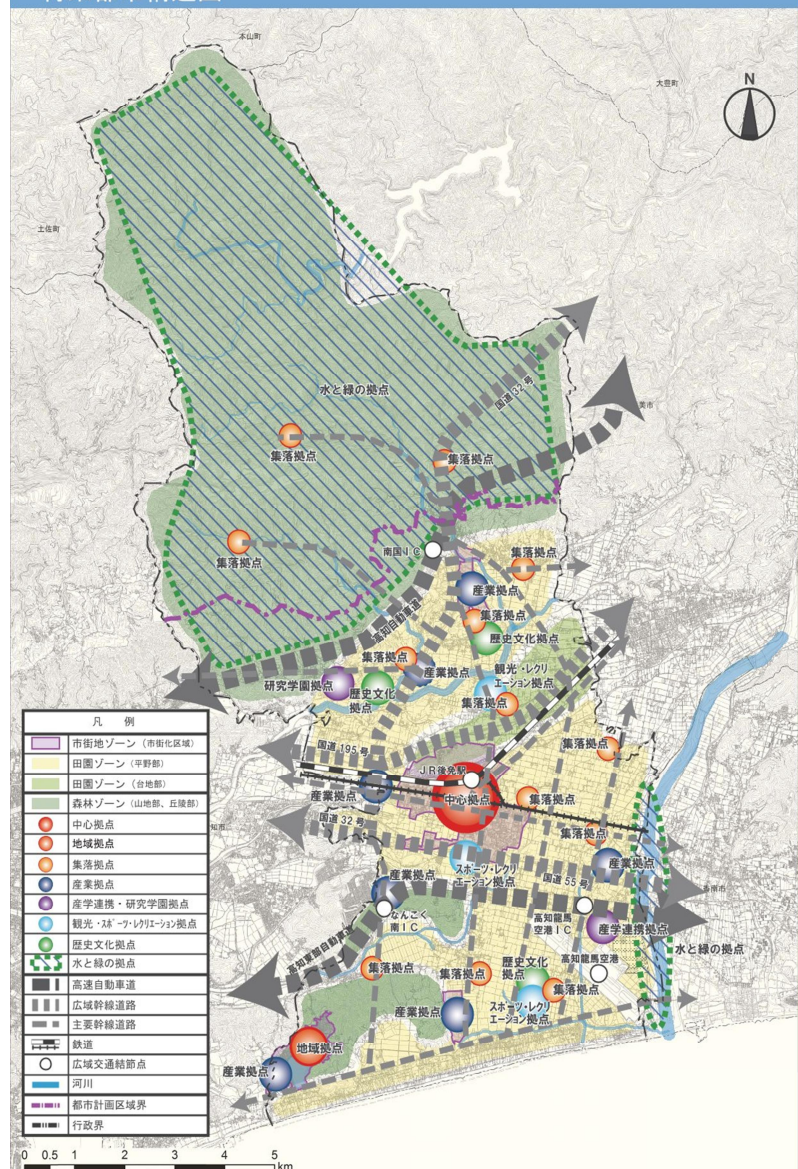 本山町
大豊町
N
土佐町
水と緑の拠点
国道32号
美市
集落拠点
集落拠点
集落拠点
南国IC
集落拠点
産業拠点
高知自動車道
集落拠点
歴史文化拠点
集落拠点
産業拠点
観光・レクリ
エーション拠点
研究学園拠点
歴史文化
拠点
集落拠点
国道195号
集落拠点
JR後免駅
産業拠点
中心拠点
集落拠点
国道32号
知市
集落拠点
スポーツ・レクリ
エーション拠点
産業拠点
産業拠点
国道55号
香南市
なんこく
南IC
高知龍馬
空港IC
産学連携拠点
高知東部自動車道
水と緑の拠点
高知龍馬空港
集落拠点
集落拠点
歴史文化
拠点
集落拠点
産業拠点
スポーツ・レクリ
エーション拠点
地域拠点
産業拠点
凡 例
市街地ゾーン(市街化区域)
田園ゾーン(平野部)
田園ゾーン(台地部)
森林ゾーン(山地部、丘陵部)
中心拠点
地域拠点
集落拠点
産業拠点
産学連携・研究学園拠点
観光・スポーツ・レクリエーション拠点
歴史文化拠点
水と緑の拠点
高速自動車道
広域幹線道路
主要幹線道路
鉄道
広域交通結節点
河川
都市計画区域界
行政界
0 0.5 1 2 3 4 5
km